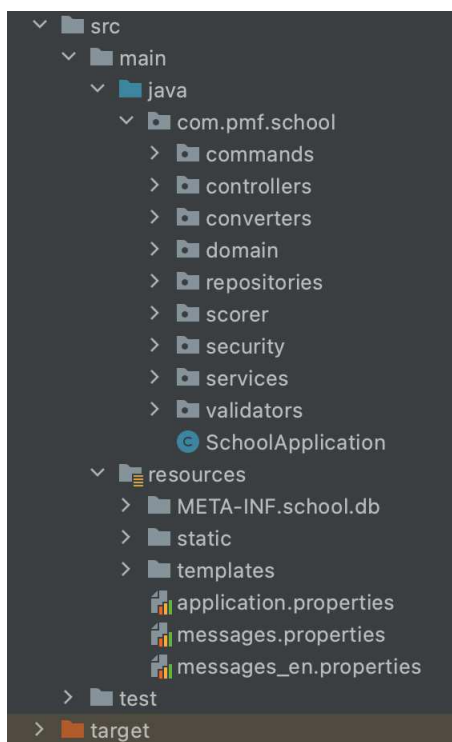 src
main
java
com.pmf.school
commands
controllers
converters
domain
repositories
scorer
security
services
validators
C SchoolApplication
resources
META-INF.school.db
static
templates
application.properties
messages.properties
messages_en.properties
test
target